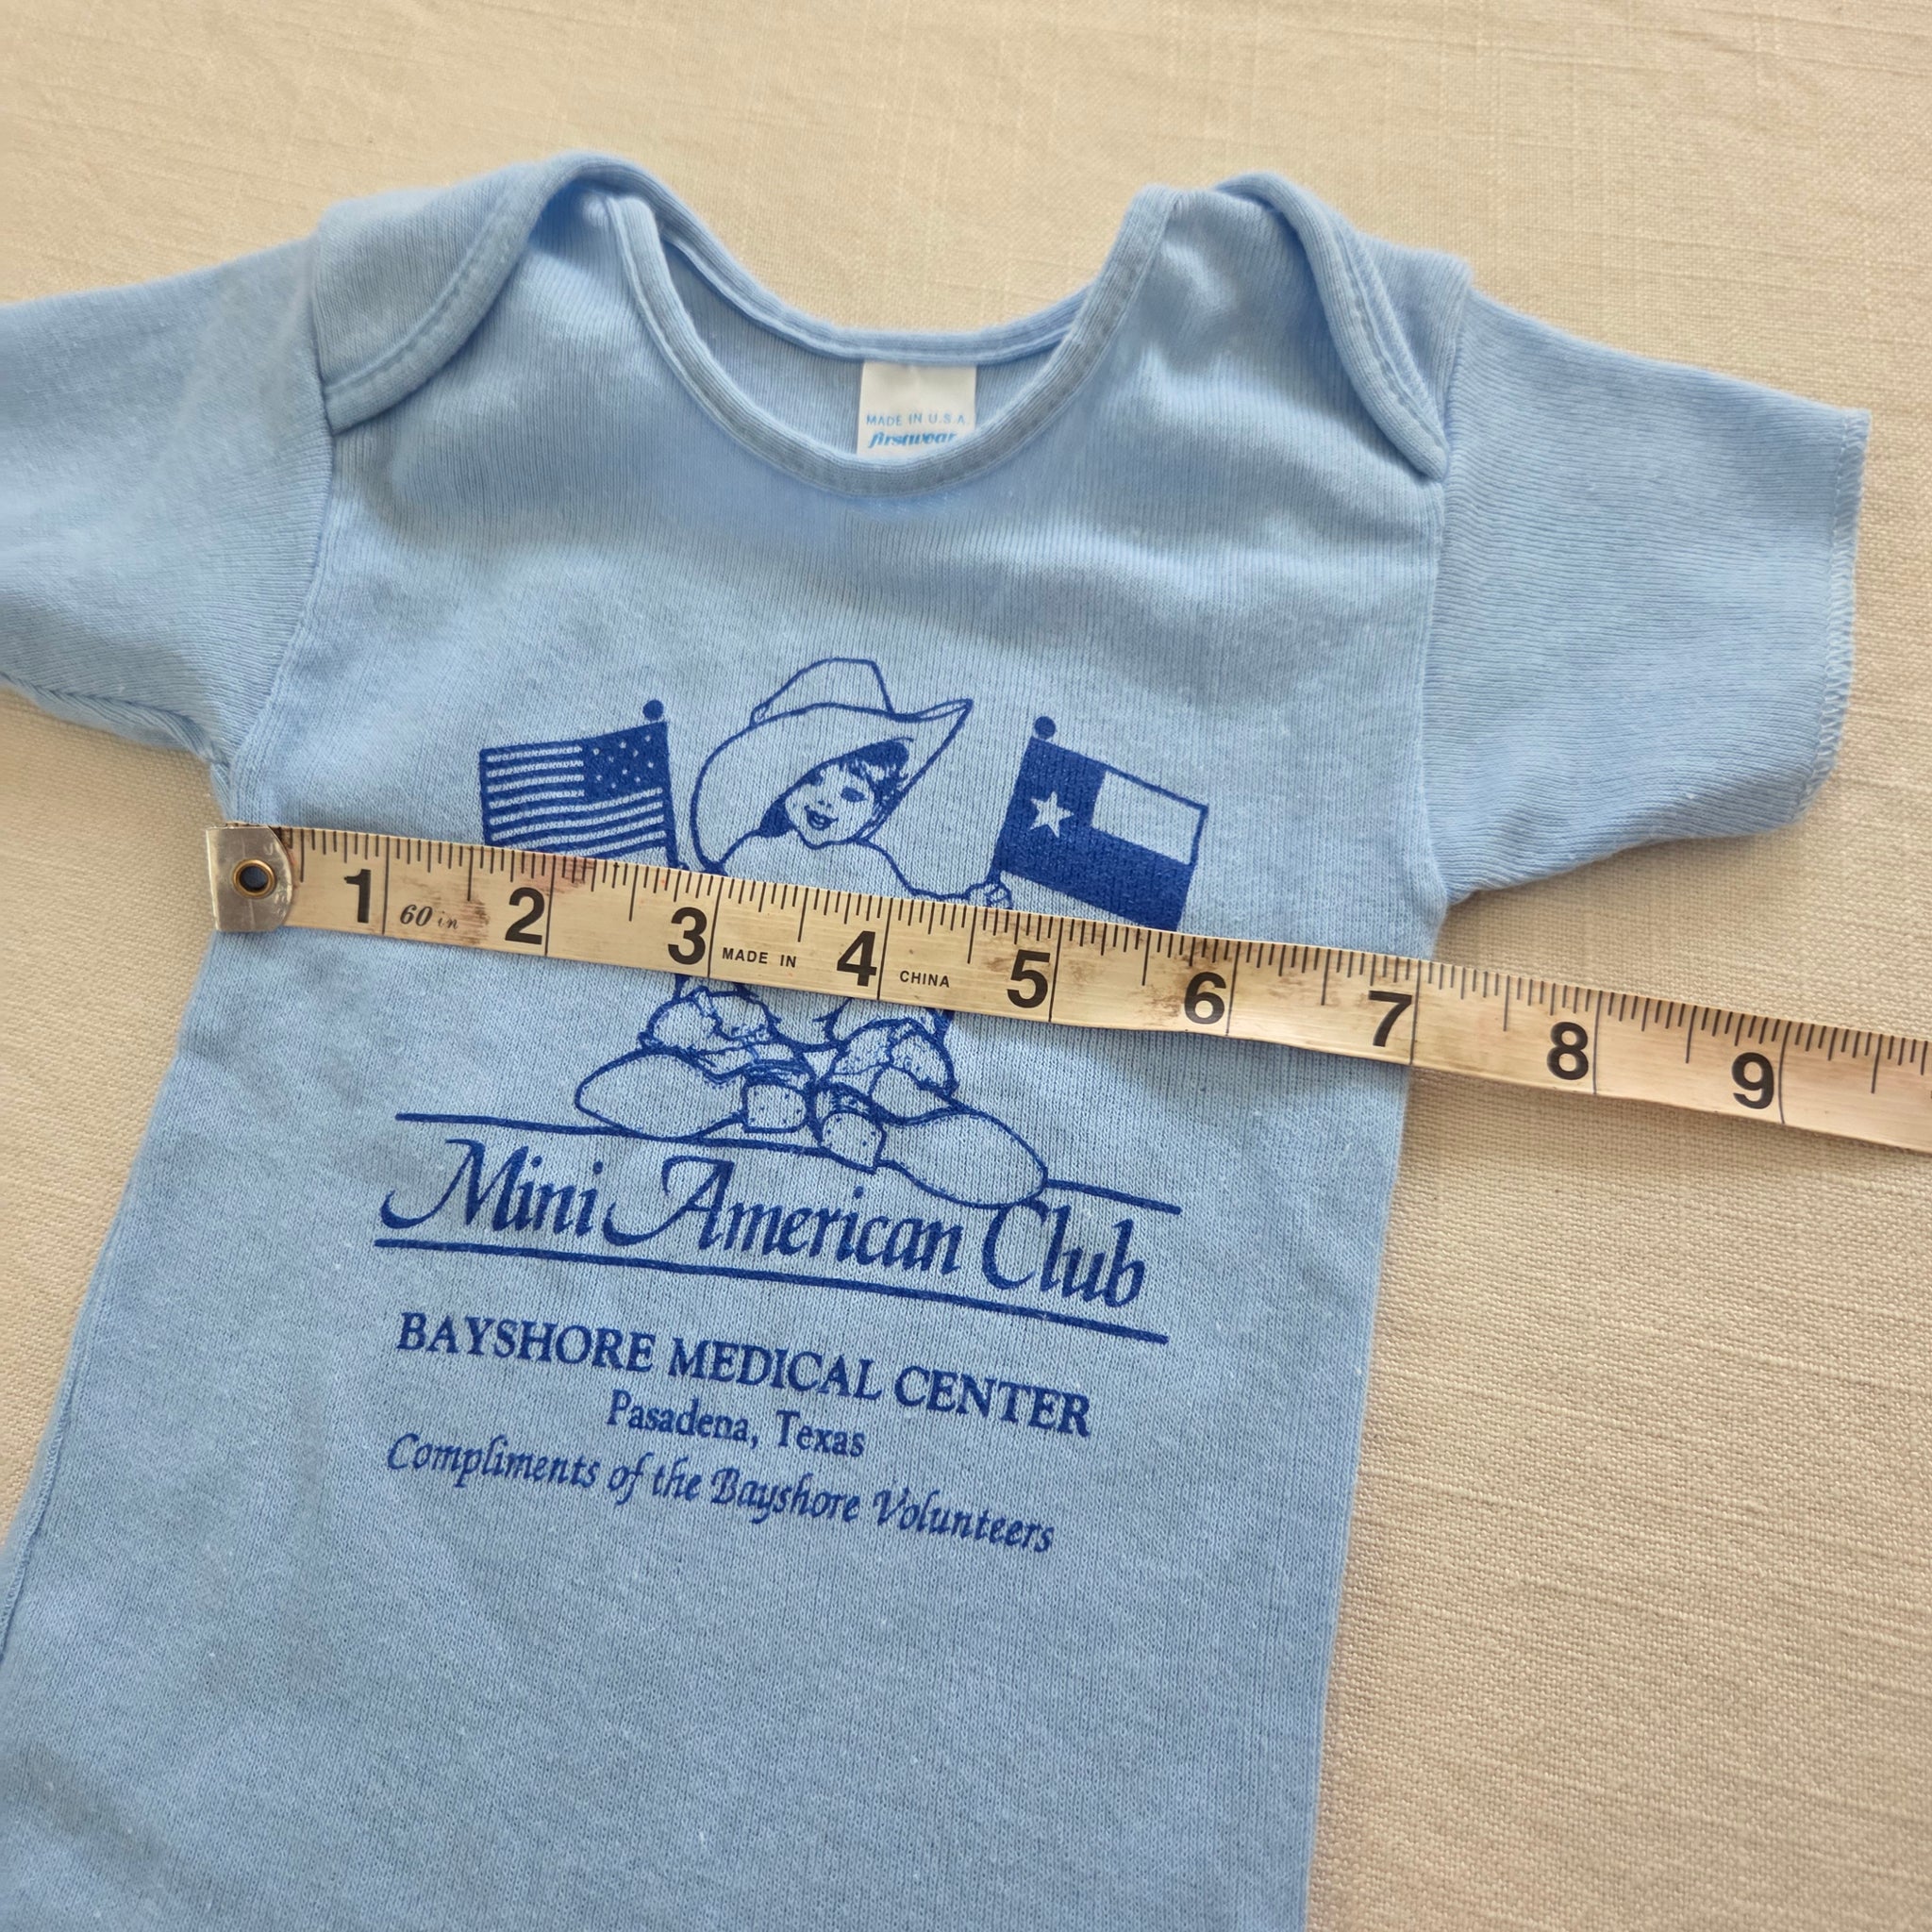 MADE IN U.S.A.
firstwear
1 60 in 2 3 MADE IN 4 CHINA 5 6 7 8 9
Mini American Club
BAYSHORE MEDICAL CENTER
Pasadena, Texas
Compliments of the Bayshore Volunteers